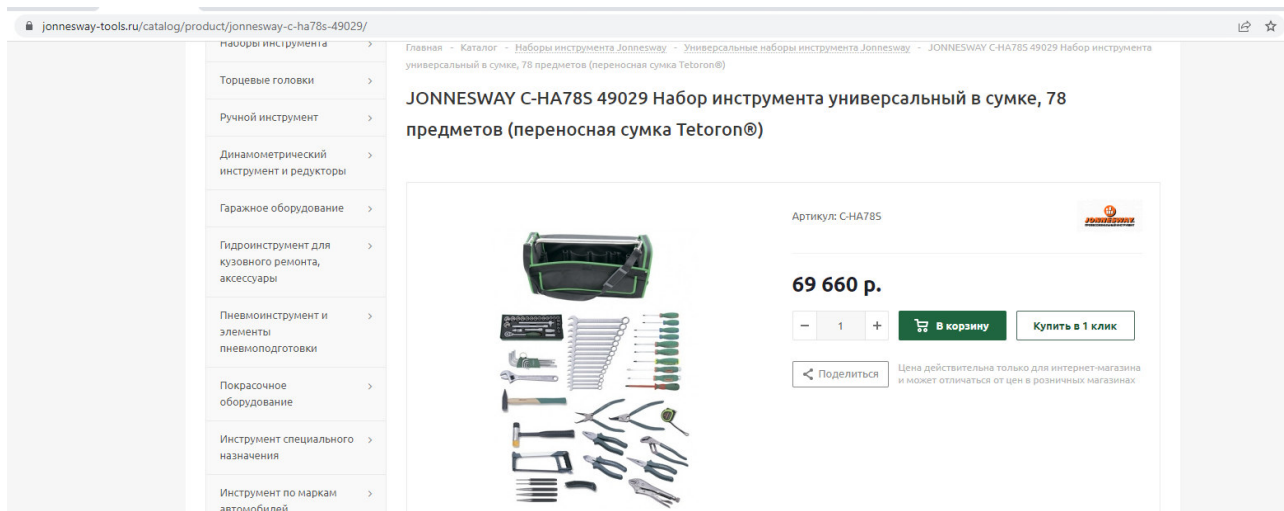 jonnesway-tools.ru/catalog/product/jonnesway-c-ha78s-49029/
Наборы инструмента
Торцевые головки
Ручной инструмент
Динамометрический
инструмент и редукторы
Гаражное оборудование
Гидроинструмент для
кузовного ремонта,
аксессуары
Пневмоинструмент и
элементы
пневмоподготовки
Покрасочное
оборудование
Инструмент специального
назначения
Инструмент по маркам
автомобилей
Главная - Каталог - Наборы инструмента Jonnesway - Универсальные наборы инструмента Jonnesway - JONNESWAY C-HA78S 49029 Набор инструмента
универсальный в сумке, 78 предметов (переносная сумка Tetoron®)
JONNESWAY C-HA78S 49029 Набор инструмента универсальный в сумке, 78
предметов (переносная сумка Tetoron®)
Артикул: C-HA78S
JONNESWAY
69 660 р.
− 1 +
В корзину
Купить в 1 клик
Поделиться
Цена действительна только для интернет-магазина
и может отличаться от цен в розничных магазинах